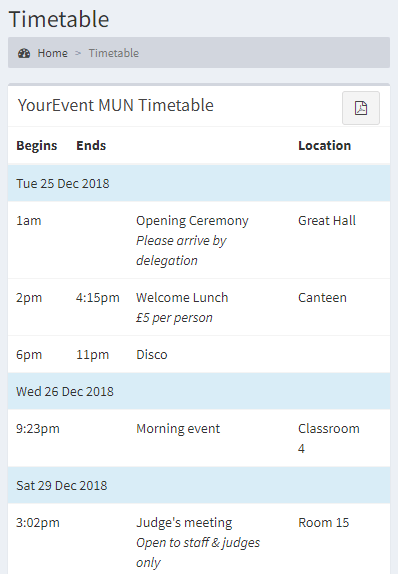 Timetable
Home > Timetable
YourEvent MUN Timetable
Begins Ends Location
Tue 25 Dec 2018
1am Opening Ceremony Great Hall
Please arrive by
delegation
2pm 4:15pm Welcome Lunch Canteen
£5 per person
6pm 11pm Disco
Wed 26 Dec 2018
9:23pm Morning event Classroom
4
Sat 29 Dec 2018
3:02pm Judge's meeting Room 15
Open to staff & judges
only